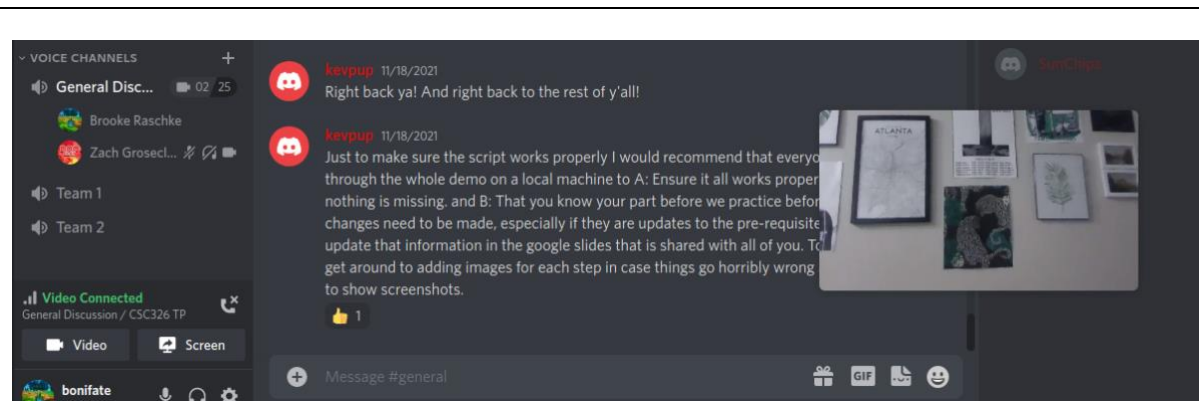 VOICE CHANNELS
General Disc... 02 25
Brooke Raschke
Zach Grosecl...
Team 1
Team 2
Video Connected
General Discussion / CSC326 TP
Video Screen
bonifate
kevpup 11/18/2021
Right back ya! And right back to the rest of y'all!
kevpup 11/18/2021
Just to make sure the script works properly I would recommend that everyo
through the whole demo on a local machine to A: Ensure it all works proper
nothing is missing. and B: That you know your part before we practice befor
changes need to be made, especially if they are updates to the pre-requisite
update that information in the google slides that is shared with all of you. To
get around to adding images for each step in case things go horribly wrong
to show screenshots.
1
Message #general
GIF
SunChips
ATLANTA